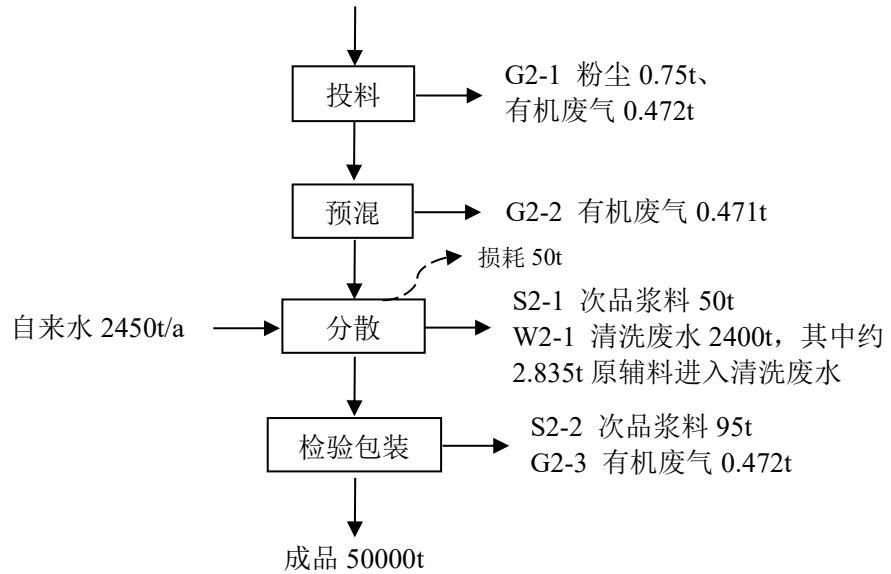 投料
G2-1 粉尘 0.75t、
有机废气 0.472t
预混
G2-2 有机废气 0.471t
损耗 50t
自来水 2450t/a
分散
S2-1 次品浆料 50t
W2-1 清洗废水 2400t，其中约
2.835t 原辅料进入清洗废水
检验包装
S2-2 次品浆料 95t
G2-3 有机废气 0.472t
成品 50000t